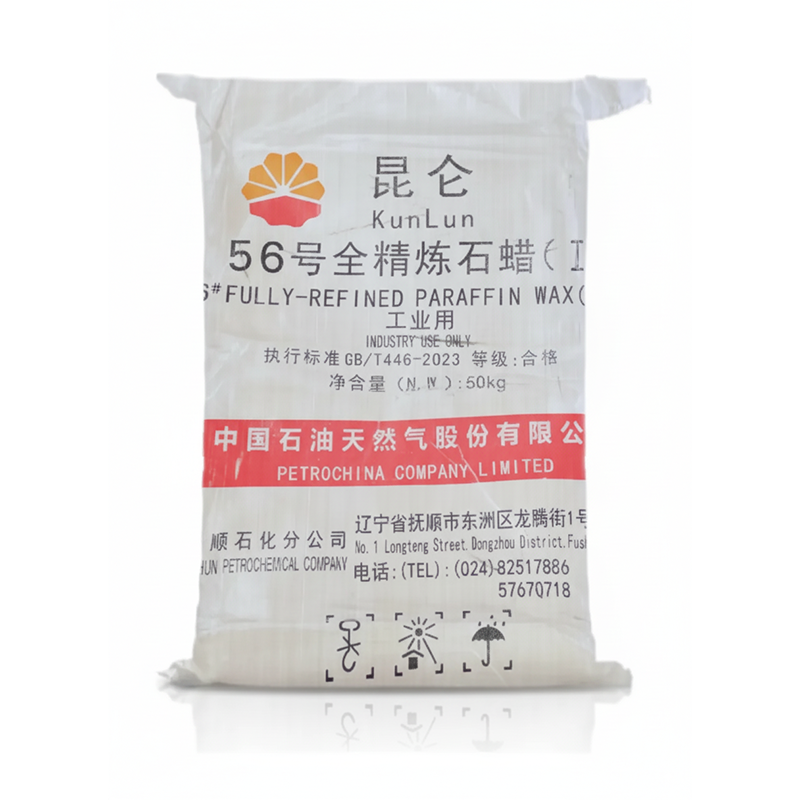 昆仑
KunLun
56号全精炼石蜡(工
6#FULLY-REFINED PARAFFIN WAX(
工业用
INDUSTRY USE ONLY
执行标准GB/T446-2023 等级:合格
净含量(N.W):50kg
中国石油天然气股份有限公
PETROCHINA COMPANY LIMITED
顺石化分公司
HUN PETROCHEMICAL COMPANY
辽宁省抚顺市东洲区龙腾街1号
No.1 Longteng Street. Dongzhou District. Fush
电话:(TEL):(024)82517886
57670718